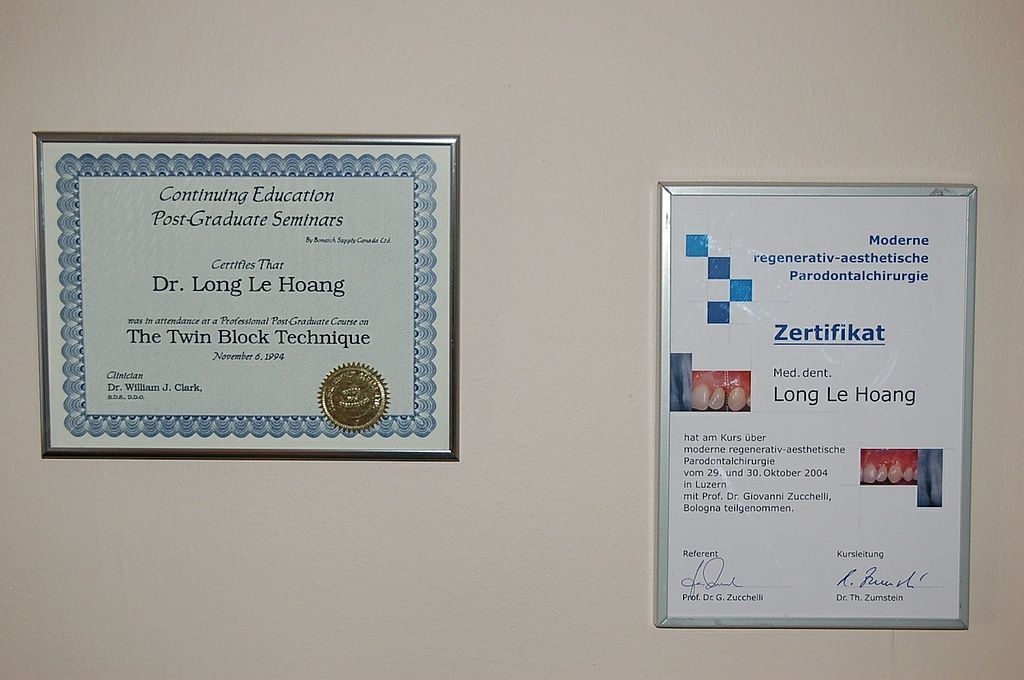 Continuing Education
Post-Graduate Seminars
By Bonasch Supply Canada Ltd.
Certifies That
Dr. Long Le Hoang
was in attendance at a Professional Post-Graduate Course on
The Twin Block Technique
November 6, 1994
Clinician
Dr. William J. Clark,
B.D.S., D.D.O.
Moderne
regenerativ-aesthetische
Parodontalchirurgie
Zertifikat
Med. dent.
Long Le Hoang
hat am Kurs über
moderne regenerativ-aesthetische
Parodontalchirurgie
vom 29. und 30. Oktober 2004
in Luzern
mit Prof. Dr. Giovanni Zucchelli,
Bologna teilgenommen.
Referent
Kursleitung
Prof. Dr. G. Zucchelli
Dr. Th. Zumstein